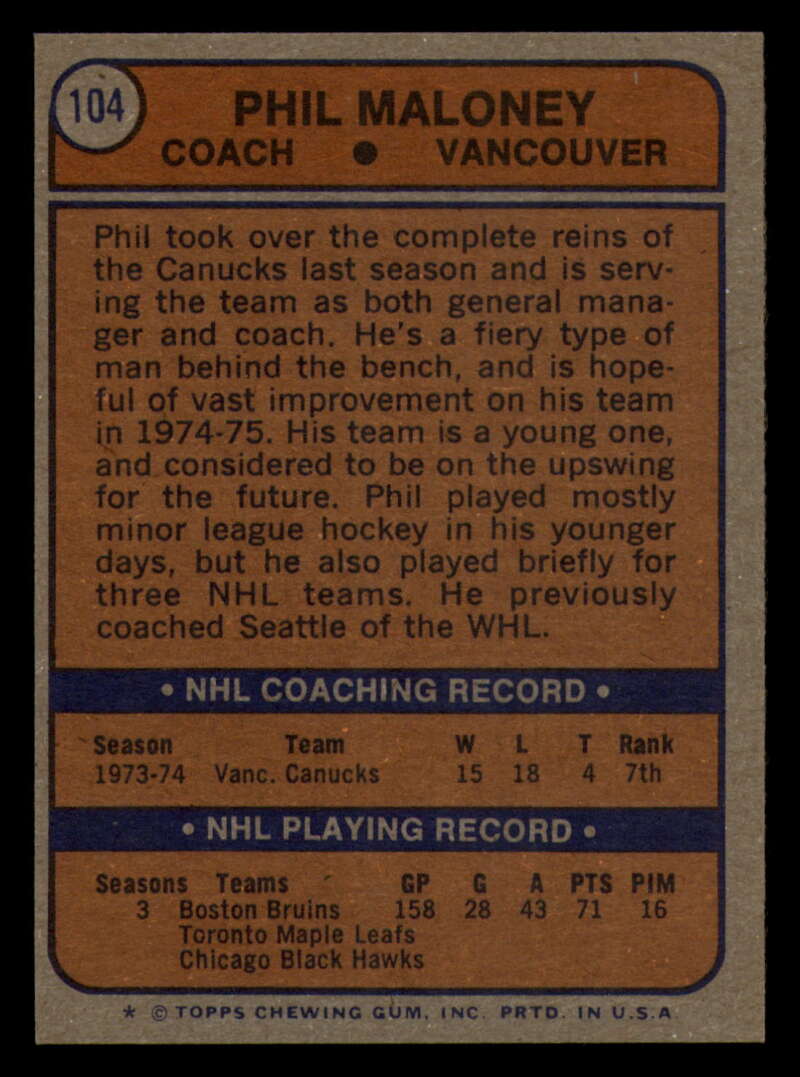 104
PHIL MALONEY
COACH ● VANCOUVER
Phil took over the complete reins of
the Canucks last season and is serv-
ing the team as both general mana-
ger and coach. He's a fiery type of
man behind the bench, and is hope-
ful of vast improvement on his team
in 1974-75. His team is a young one,
and considered to be on the upswing
for the future. Phil played mostly
minor league hockey in his younger
days, but he also played briefly for
three NHL teams. He previously
coached Seattle of the WHL.
• NHL COACHING RECORD •
Season Team W L T Rank
1973-74 Vanc. Canucks 15 18 4 7th
• NHL PLAYING RECORD •
Seasons Teams GP G A PTS PIM
3 Boston Bruins 158 28 43 71 16
Toronto Maple Leafs
Chicago Black Hawks
* © TOPPS CHEWING GUM, INC. PRTD. IN U.S.A.